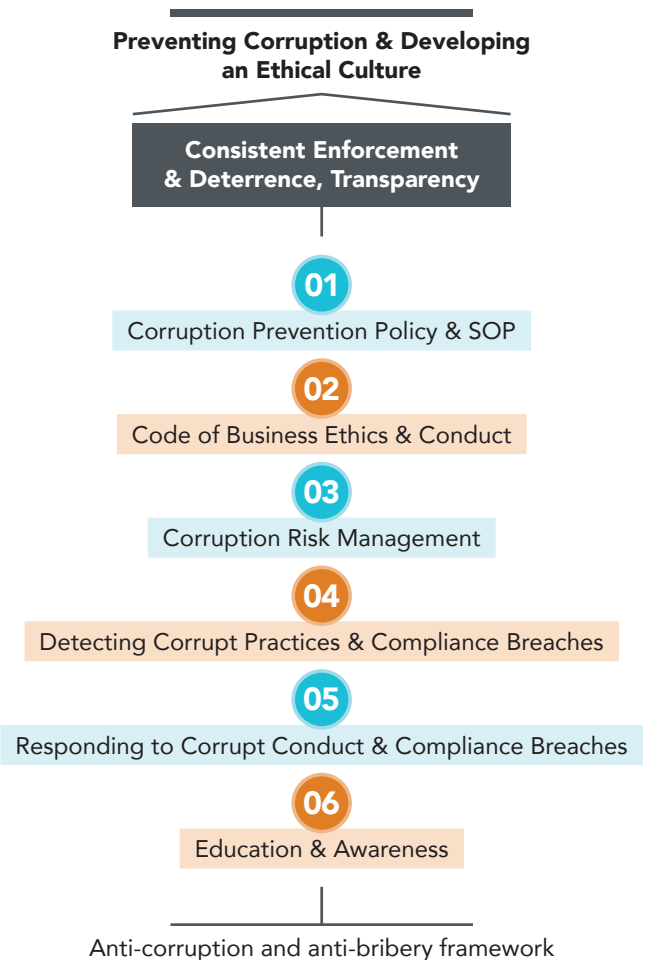 Preventing Corruption & Developing
an Ethical Culture
Consistent Enforcement
& Deterrence, Transparency
01
Corruption Prevention Policy & SOP
02
Code of Business Ethics & Conduct
03
Corruption Risk Management
04
Detecting Corrupt Practices & Compliance Breaches
05
Responding to Corrupt Conduct & Compliance Breaches
06
Education & Awareness
Anti-corruption and anti-bribery framework